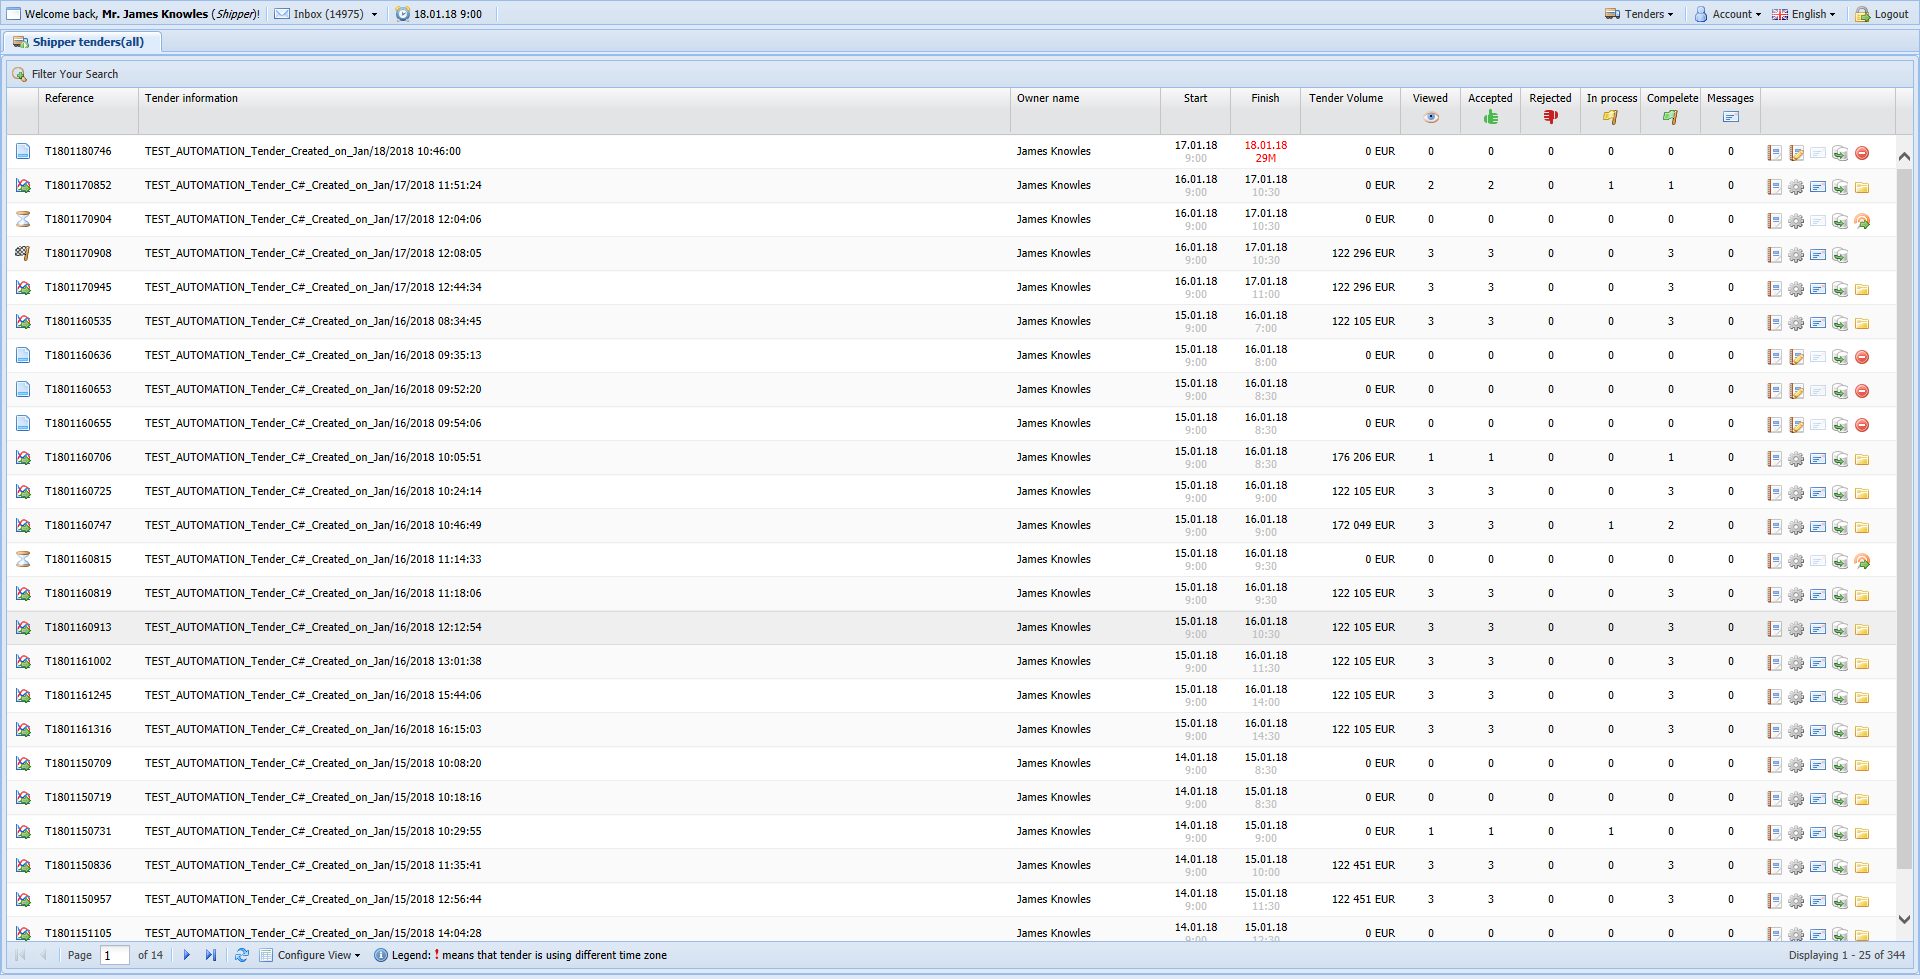 Welcome back, Mr. James Knowles (Shipper)! Inbox (14975) 18.01.18 9:00 Tenders Account English Logout
Shipper tenders(all)
Filter Your Search
Reference Tender information Owner name Start Finish Tender Volume Viewed Accepted Rejected In process Compelete Messages
T1801180746 TEST_AUTOMATION_Tender_Created_on_Jan/18/2018 10:46:00 James Knowles 17.01.18 18.01.18 0 EUR 0 0 0 0 0 0
9:00 29M
T1801170852 TEST_AUTOMATION_Tender_C#_Created_on_Jan/17/2018 11:51:24 James Knowles 16.01.18 17.01.18 0 EUR 2 2 0 1 1 0
9:00 10:30
T1801170904 TEST_AUTOMATION_Tender_C#_Created_on_Jan/17/2018 12:04:06 James Knowles 16.01.18 17.01.18 0 EUR 0 0 0 0 0 0
9:00 10:30
T1801170908 TEST_AUTOMATION_Tender_C#_Created_on_Jan/17/2018 12:08:05 James Knowles 16.01.18 17.01.18 122 296 EUR 3 3 0 0 3 0
9:00 10:30
T1801170945 TEST_AUTOMATION_Tender_C#_Created_on_Jan/17/2018 12:44:34 James Knowles 16.01.18 17.01.18 122 296 EUR 3 3 0 0 3 0
9:00 11:00
T1801160535 TEST_AUTOMATION_Tender_C#_Created_on_Jan/16/2018 08:34:45 James Knowles 15.01.18 16.01.18 122 105 EUR 3 3 0 0 3 0
9:00 7:00
T1801160636 TEST_AUTOMATION_Tender_C#_Created_on_Jan/16/2018 09:35:13 James Knowles 15.01.18 16.01.18 0 EUR 0 0 0 0 0 0
9:00 8:00
T1801160653 TEST_AUTOMATION_Tender_C#_Created_on_Jan/16/2018 09:52:20 James Knowles 15.01.18 16.01.18 0 EUR 0 0 0 0 0 0
9:00 8:30
T1801160655 TEST_AUTOMATION_Tender_C#_Created_on_Jan/16/2018 09:54:06 James Knowles 15.01.18 16.01.18 0 EUR 0 0 0 0 0 0
9:00 8:30
T1801160706 TEST_AUTOMATION_Tender_C#_Created_on_Jan/16/2018 10:05:51 James Knowles 15.01.18 16.01.18 176 206 EUR 1 1 0 0 1 0
9:00 8:30
T1801160725 TEST_AUTOMATION_Tender_C#_Created_on_Jan/16/2018 10:24:14 James Knowles 15.01.18 16.01.18 122 105 EUR 3 3 0 0 3 0
9:00 9:00
T1801160747 TEST_AUTOMATION_Tender_C#_Created_on_Jan/16/2018 10:46:49 James Knowles 15.01.18 16.01.18 172 049 EUR 3 3 0 1 2 0
9:00 9:00
T1801160815 TEST_AUTOMATION_Tender_C#_Created_on_Jan/16/2018 11:14:33 James Knowles 15.01.18 16.01.18 0 EUR 0 0 0 0 0 0
9:00 9:30
T1801160819 TEST_AUTOMATION_Tender_C#_Created_on_Jan/16/2018 11:18:06 James Knowles 15.01.18 16.01.18 122 105 EUR 3 3 0 0 3 0
9:00 9:30
T1801160913 TEST_AUTOMATION_Tender_C#_Created_on_Jan/16/2018 12:12:54 James Knowles 15.01.18 16.01.18 122 105 EUR 3 3 0 0 3 0
9:00 10:30
T1801161002 TEST_AUTOMATION_Tender_C#_Created_on_Jan/16/2018 13:01:38 James Knowles 15.01.18 16.01.18 122 105 EUR 3 3 0 0 3 0
9:00 11:30
T1801161245 TEST_AUTOMATION_Tender_C#_Created_on_Jan/16/2018 15:44:06 James Knowles 15.01.18 16.01.18 122 105 EUR 3 3 0 0 3 0
9:00 14:00
T1801161316 TEST_AUTOMATION_Tender_C#_Created_on_Jan/16/2018 16:15:03 James Knowles 15.01.18 16.01.18 122 105 EUR 3 3 0 0 3 0
9:00 14:30
T1801150709 TEST_AUTOMATION_Tender_C#_Created_on_Jan/15/2018 10:08:20 James Knowles 14.01.18 15.01.18 0 EUR 0 0 0 0 0 0
9:00 8:30
T1801150719 TEST_AUTOMATION_Tender_C#_Created_on_Jan/15/2018 10:18:16 James Knowles 14.01.18 15.01.18 0 EUR 0 0 0 0 0 0
9:00 8:30
T1801150731 TEST_AUTOMATION_Tender_C#_Created_on_Jan/15/2018 10:29:55 James Knowles 14.01.18 15.01.18 0 EUR 1 1 0 1 0 0
9:00 9:00
T1801150836 TEST_AUTOMATION_Tender_C#_Created_on_Jan/15/2018 11:35:41 James Knowles 14.01.18 15.01.18 122 451 EUR 3 3 0 0 3 0
9:00 10:00
T1801150957 TEST_AUTOMATION_Tender_C#_Created_on_Jan/15/2018 12:56:44 James Knowles 14.01.18 15.01.18 122 451 EUR 3 3 0 0 3 0
9:00 11:30
T1801151105 TEST_AUTOMATION_Tender_C#_Created_on_Jan/15/2018 14:04:28 James Knowles 14.01.18 15.01.18 0 EUR 0 0 0 0 0 0
9:00 12:30
Page 1 of 14 Configure View Legend: ! means that tender is using different time zone Displaying 1 - 25 of 344